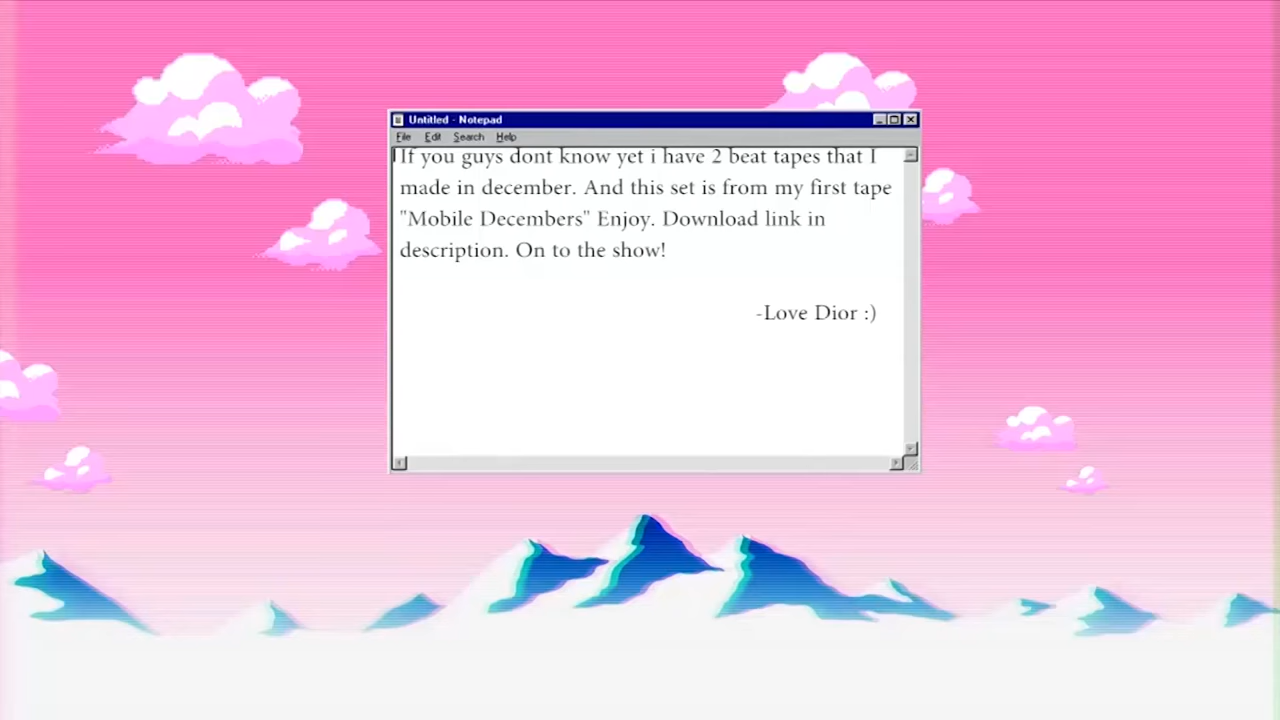 Untitled - Notepad
File Edit Search Help
If you guys dont know yet i have 2 beat tapes that I
made in december. And this set is from my first tape
"Mobile Decembers" Enjoy. Download link in
description. On to the show!
-Love Dior :)